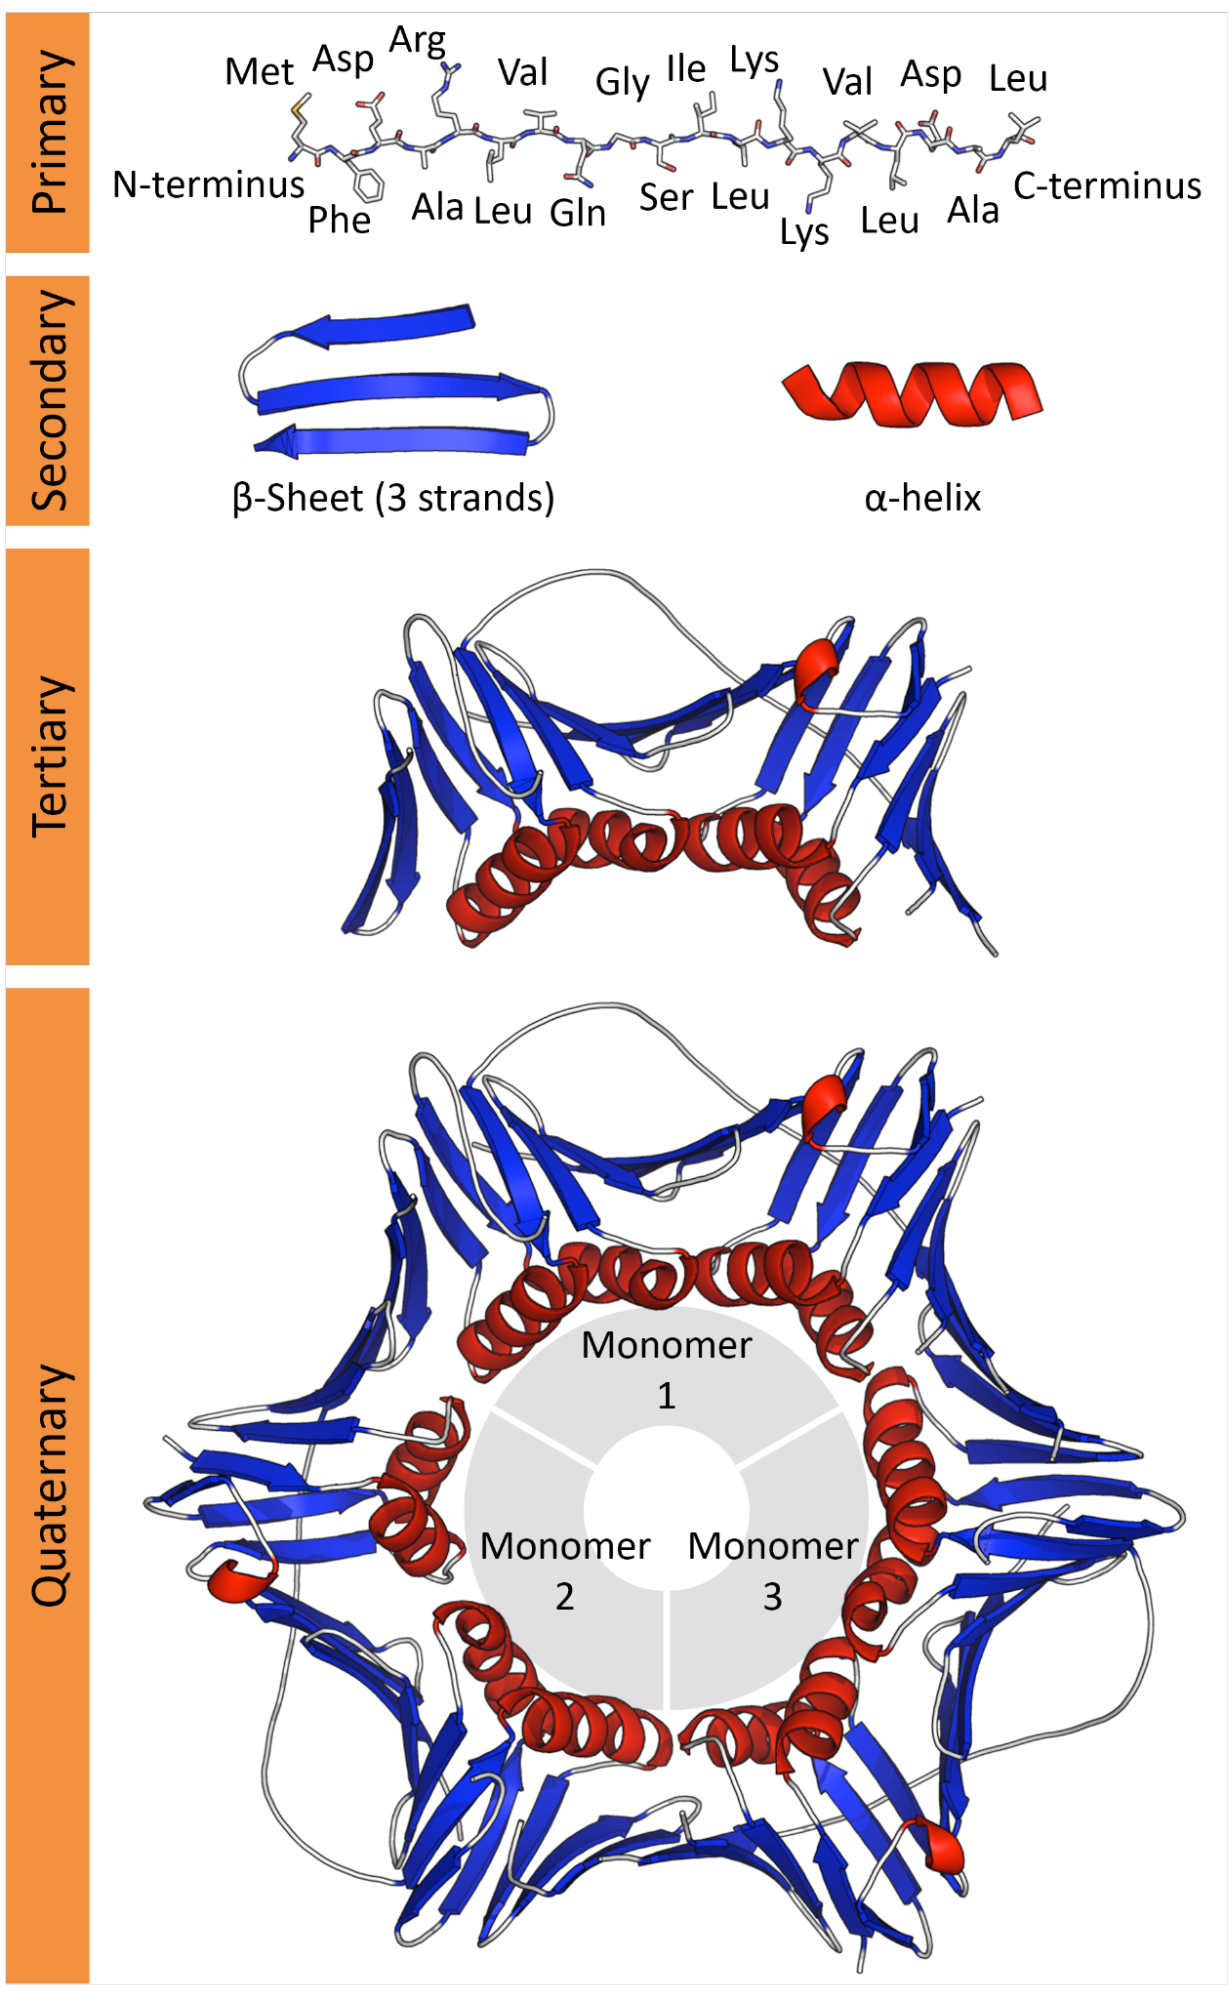 Primary
Met Asp Arg Val Gly Ile Lys Val Asp Leu
N-terminus C-terminus
Phe Ala Leu Gln Ser Leu Lys Leu Ala
Secondary
β-Sheet (3 strands)
α-helix
Tertiary
Quaternary
Monomer
1
Monomer
2
Monomer
3